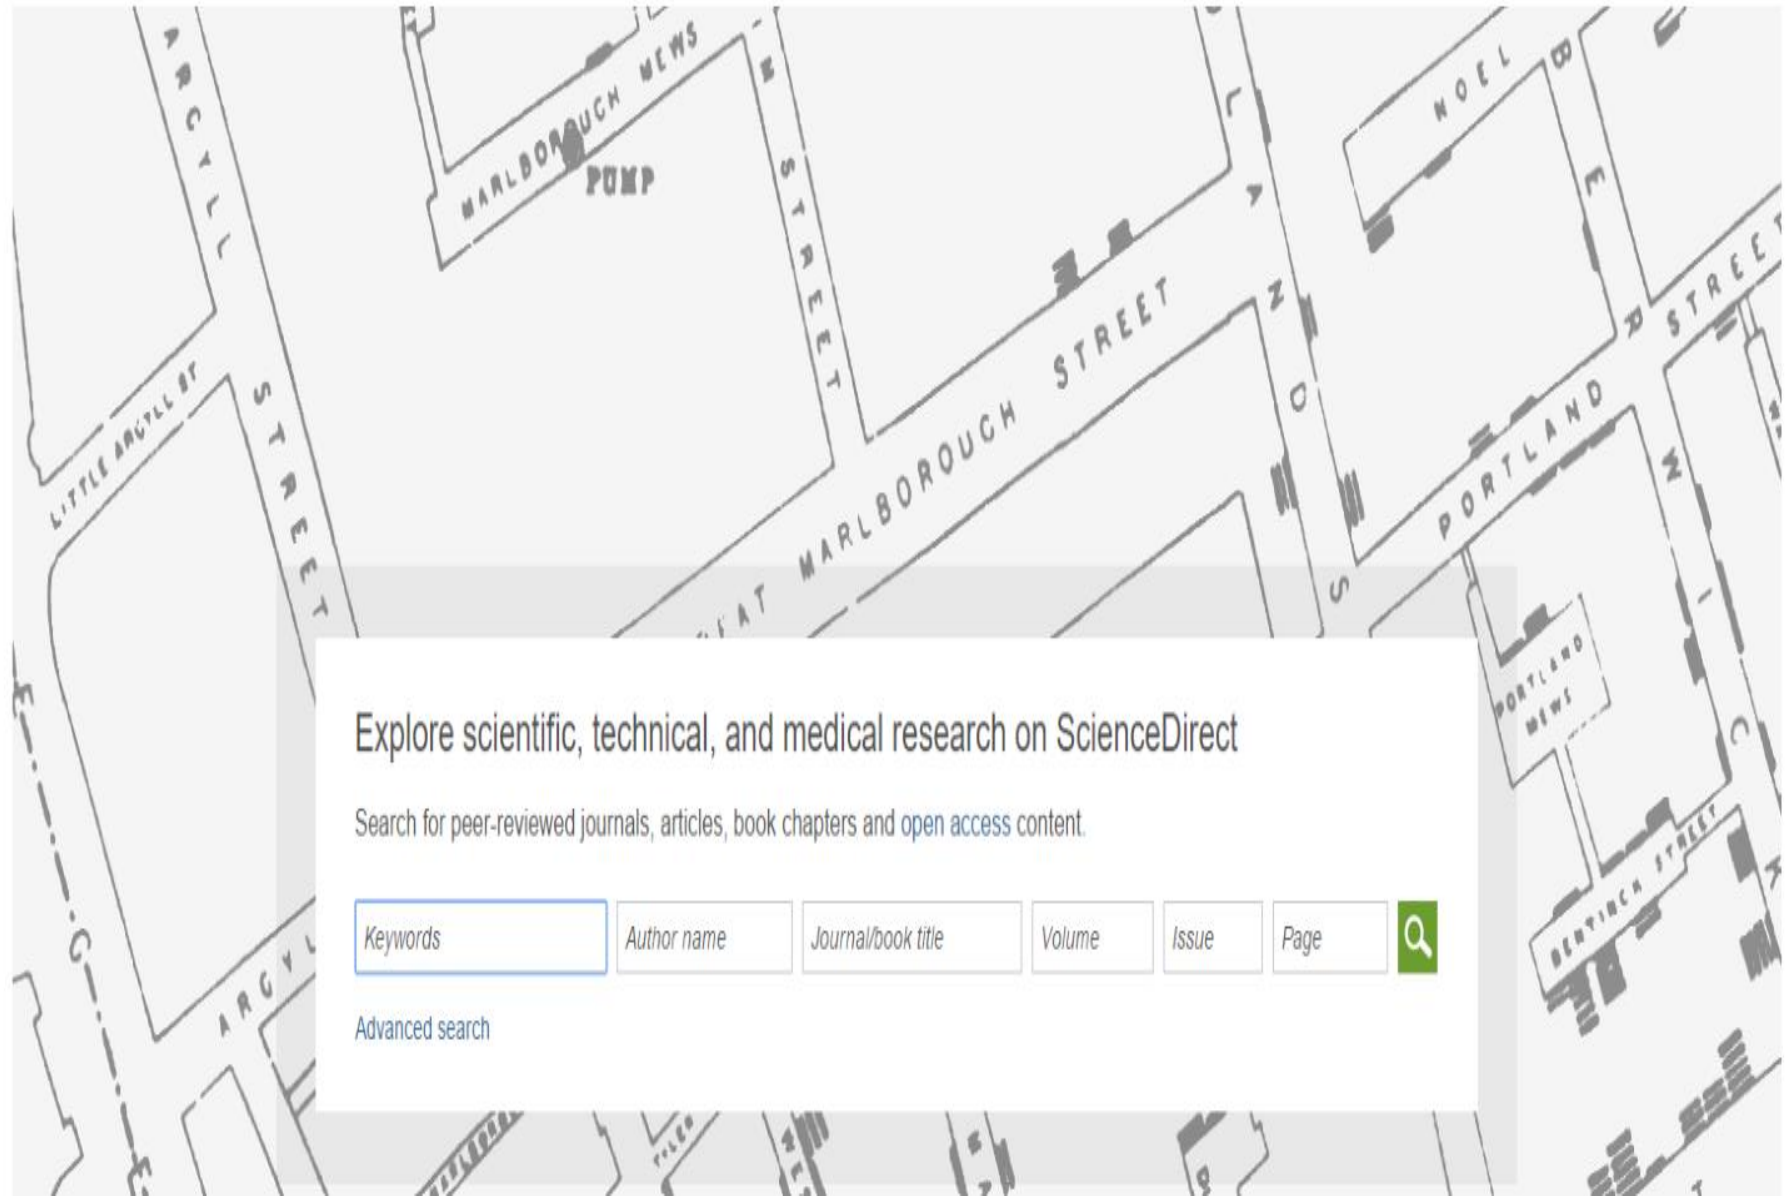 ARGYLL STREET
MARLBOROUGH MEWS
PUMP
STREET
NOEL
BERWICK
PORTLAND STREET
LITTLE ARGYLL ST
MARLBOROUGH STREET
PORTLAND
MEWS
BENTINCK STREET
Explore scientific, technical, and medical research on ScienceDirect
Search for peer-reviewed journals, articles, book chapters and open access content.
Keywords Author name Journal/book title Volume Issue Page
Advanced search